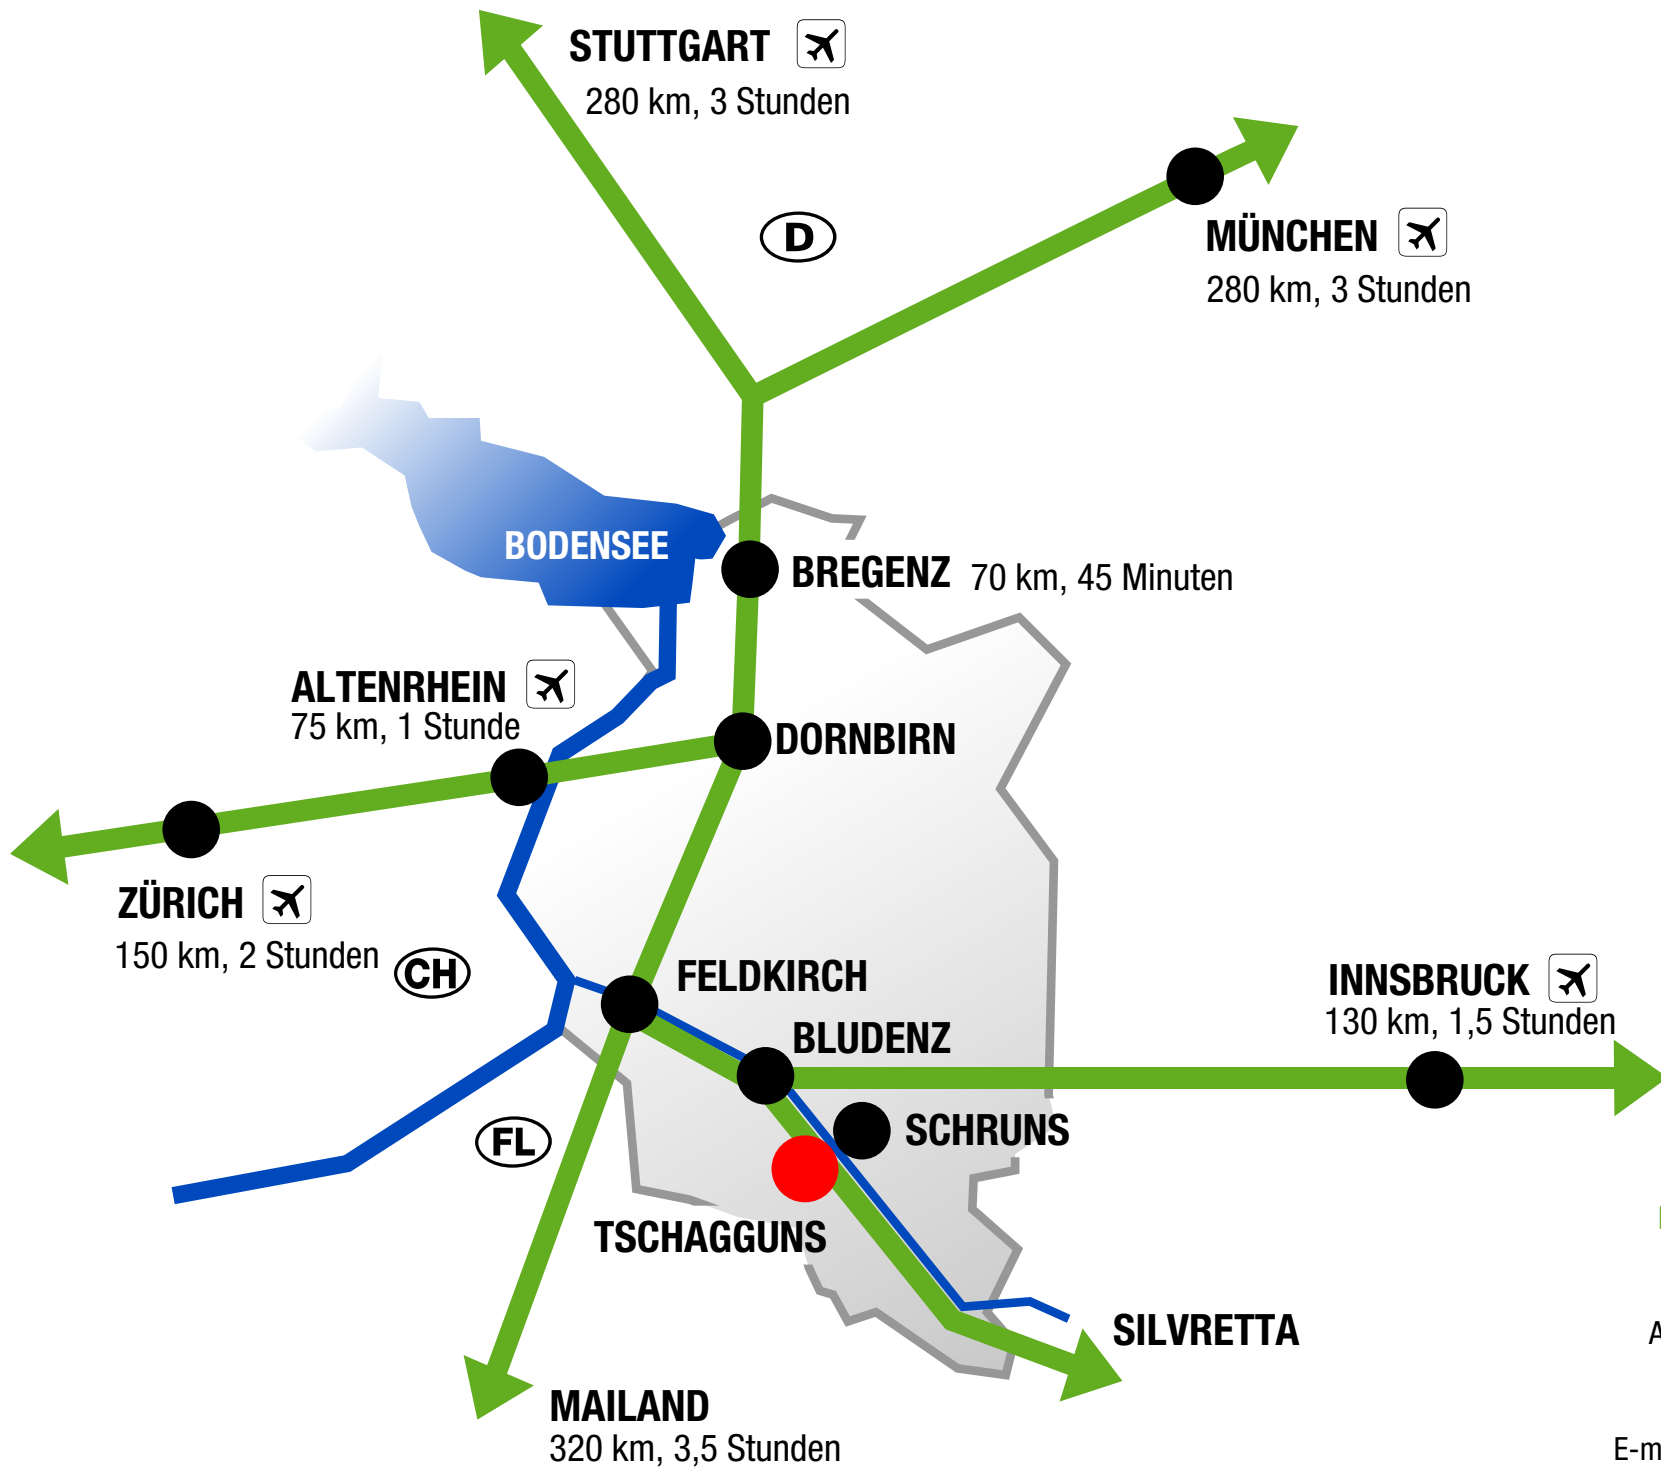 STUTTGART
280 km, 3 Stunden
D
MÜNCHEN
280 km, 3 Stunden
BODENSEE
BREGENZ 70 km, 45 Minuten
ALTENRHEIN
75 km, 1 Stunde
DORNBIRN
ZÜRICH
150 km, 2 Stunden
CH
FELDKIRCH
INNSBRUCK
130 km, 1,5 Stunden
BLUDENZ
SCHRUNS
FL
TSCHAGGUNS
SILVRETTA
MAILAND
320 km, 3,5 Stunden
A
E-m